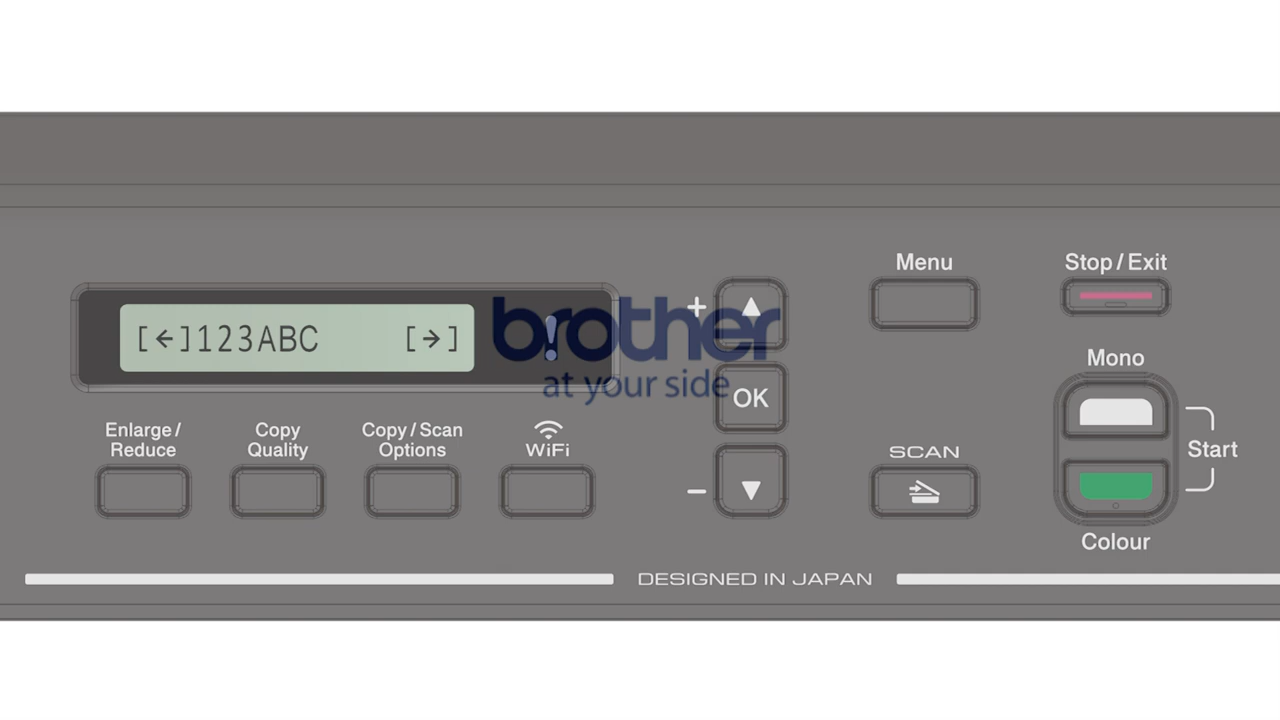 Menu
Stop / Exit
+
brother
at your side
[←]123ABC [→]
!
Mono
OK
Enlarge /
Reduce
Copy
Quality
Copy / Scan
Options
WiFi
SCAN
Start
−
Colour
DESIGNED IN JAPAN